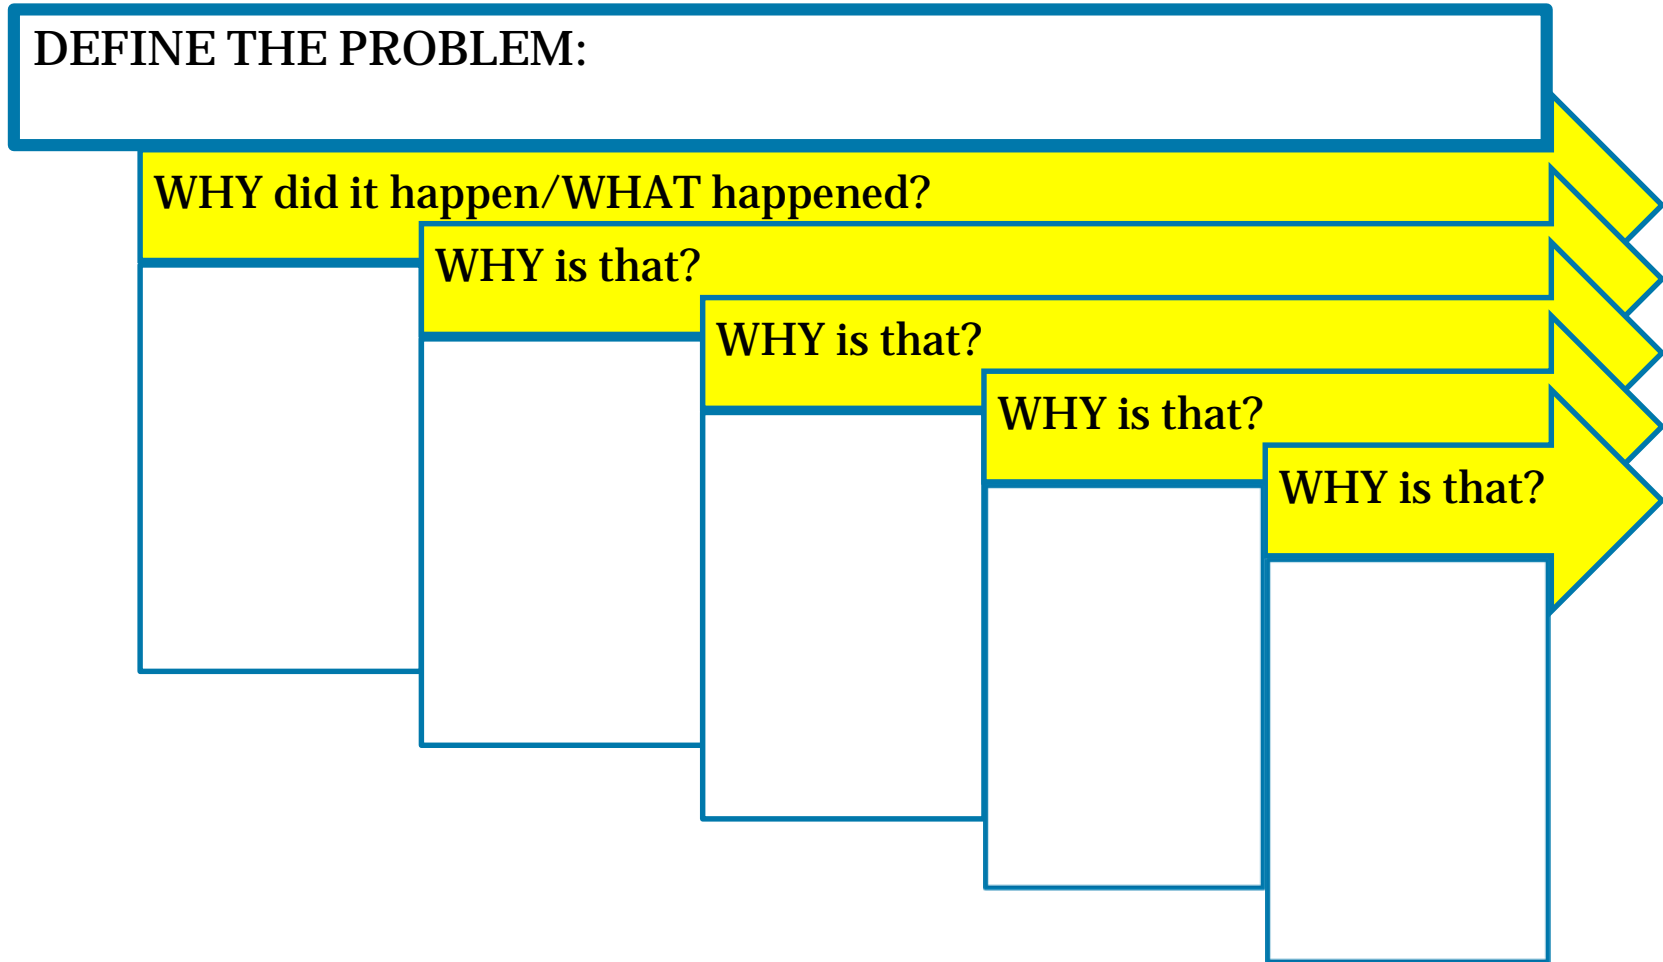 DEFINE THE PROBLEM:
WHY did it happen/WHAT happened?
WHY is that?
WHY is that?
WHY is that?
WHY is that?